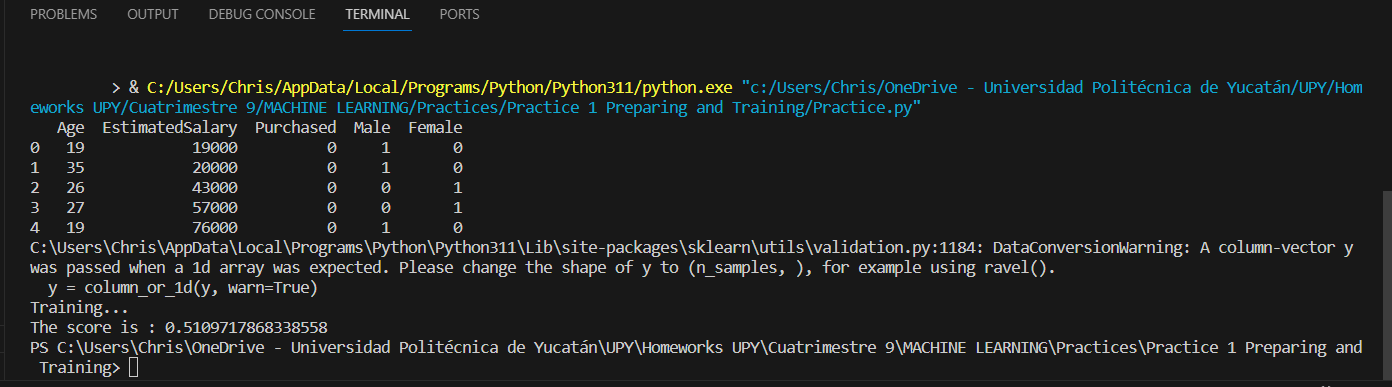 PROBLEMS OUTPUT DEBUG CONSOLE TERMINAL PORTS
> & C:/Users/Chris/AppData/Local/Programs/Python/Python311/python.exe "c:/Users/Chris/OneDrive - Universidad Politécnica de Yucatán/UPY/Hom
eworks UPY/Cuatrimestre 9/MACHINE LEARNING/Practices/Practice 1 Preparing and Training/Practice.py"
Age EstimatedSalary Purchased Male Female
0 19 19000 0 1 0
1 35 20000 0 1 0
2 26 43000 0 0 1
3 27 57000 0 0 1
4 19 76000 0 1 0
C:\Users\Chris\AppData\Local\Programs\Python\Python311\Lib\site-packages\sklearn\utils\validation.py:1184: DataConversionWarning: A column-vector y
was passed when a 1d array was expected. Please change the shape of y to (n_samples, ), for example using ravel().
y = column_or_1d(y, warn=True)
Training...
The score is : 0.5109717868338558
PS C:\Users\Chris\OneDrive - Universidad Politécnica de Yucatán\UPY\Homeworks UPY\Cuatrimestre 9\MACHINE LEARNING\Practices\Practice 1 Preparing and
Training>